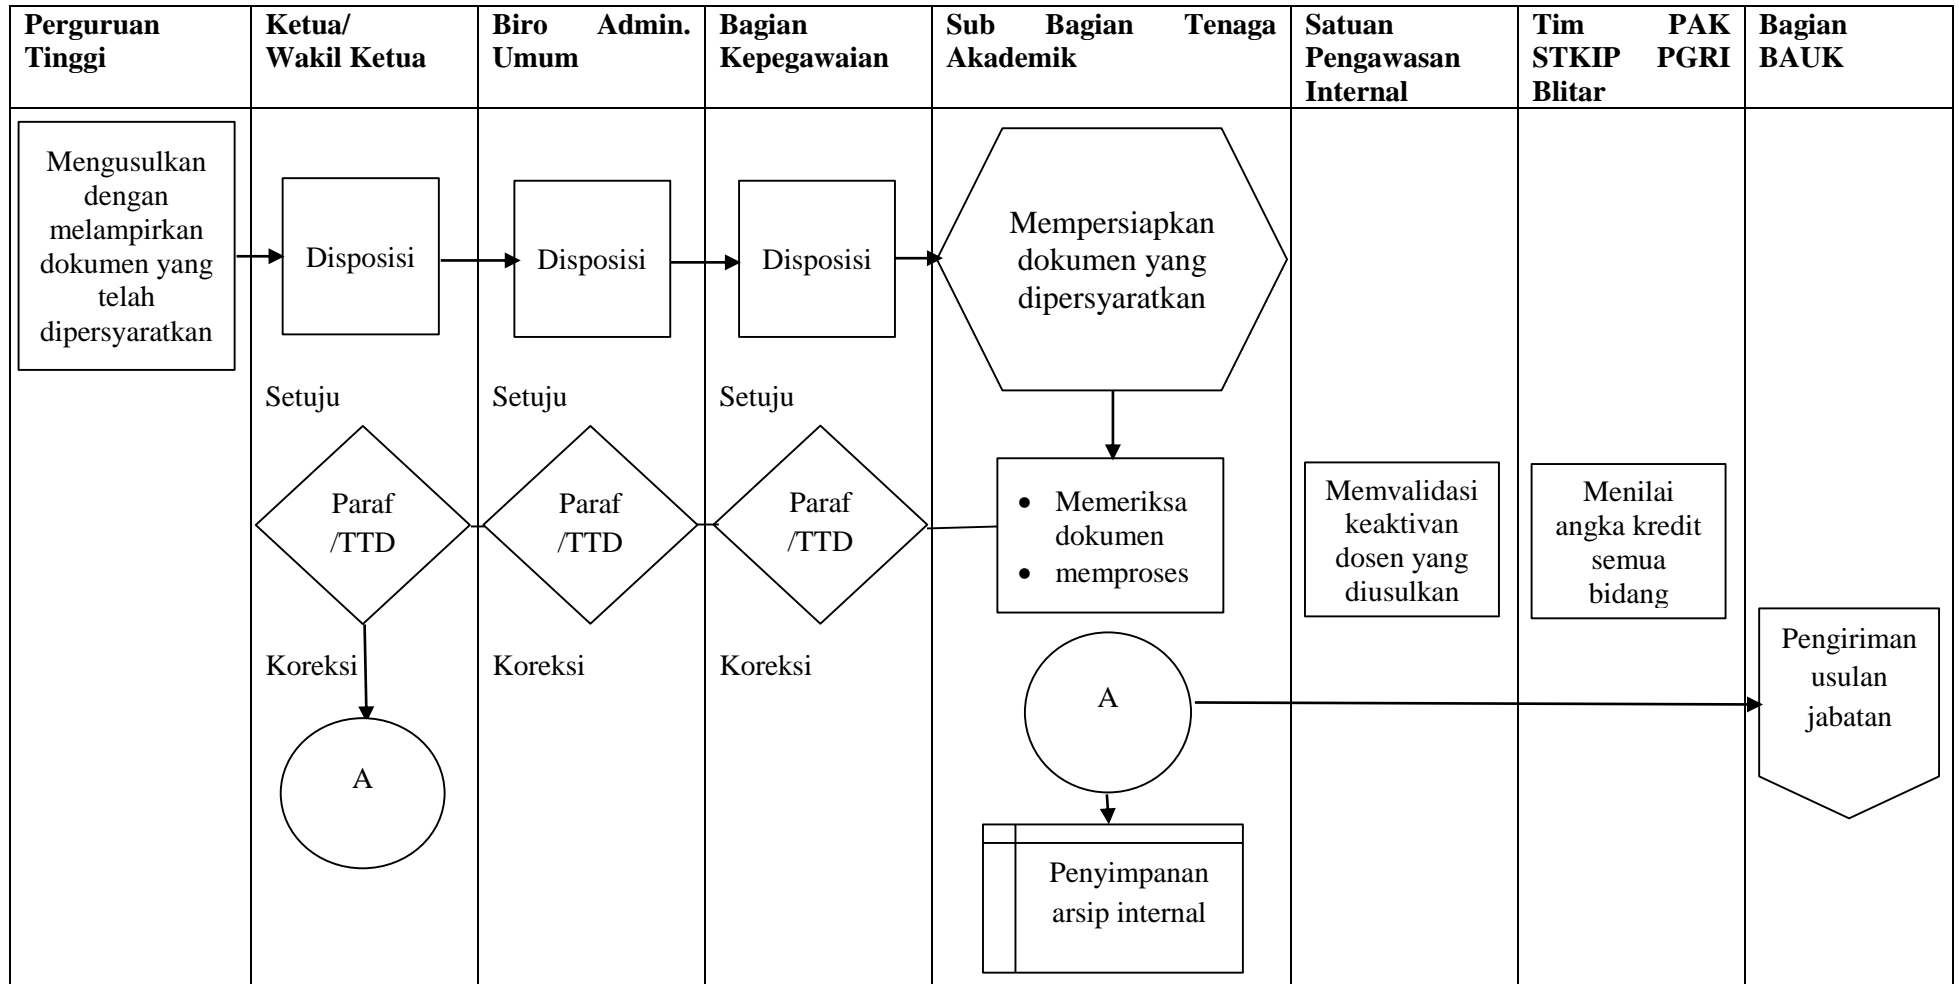 Perguruan
Tinggi
Ketua/
Wakil Ketua
Biro Admin.
Umum
Bagian
Kepegawaian
Sub Bagian Tenaga
Akademik
Satuan
Pengawasan
Internal
Tim PAK
STKIP PGRI
Blitar
Bagian
BAUK
Mengusulkan
dengan
melampirkan
dokumen yang
telah
dipersyaratkan
Disposisi
Disposisi
Disposisi
Mempersiapkan
dokumen yang
dipersyaratkan
Setuju
Setuju
Setuju
Paraf
/TTD
Paraf
/TTD
Paraf
/TTD
• Memeriksa
dokumen
• memproses
Memvalidasi
keaktivan
dosen yang
diusulkan
Menilai
angka kredit
semua
bidang
Koreksi
Koreksi
Koreksi
A
Pengiriman
usulan
jabatan
A
Penyimpanan
arsip internal